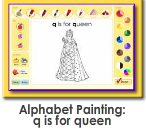 q is for queen
Alphabet Painting:
q is for queen